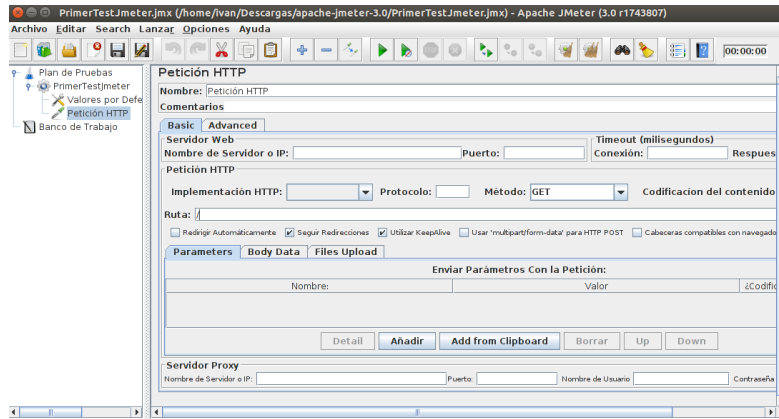 PrimerTestJmeter.jmx (/home/ivan/Descargas/apache-jmeter-3.0/PrimerTestJmeter.jmx) - Apache JMeter (3.0 r1743807)
Archivo Editar Search Lanzar Opciones Ayuda
00:00:00
Plan de Pruebas
PrimerTestJmeter
Valores por Defe
Petición HTTP
Banco de Trabajo
Petición HTTP
Nombre: Petición HTTP
Comentarios
Basic Advanced
Servidor Web Timeout (milisegundos)
Nombre de Servidor o IP: Puerto: Conexión: Respues
Petición HTTP
Implementación HTTP: Protocolo: Método: GET Codificacíon del contenido
Ruta: /
Redirigir Automáticamente Seguir Redirecciones Utilizar KeepAlive Usar 'multipart/form-data' para HTTP POST Cabeceras compatibles con navegado
Parameters Body Data Files Upload
Enviar Parámetros Con la Petición:
Nombre: Valor ¿Codific
Detail Añadir Add from Clipboard Borrar Up Down
Servidor Proxy
Nombre de Servidor o IP: Puerto: Nombre de Usuario Contraseña